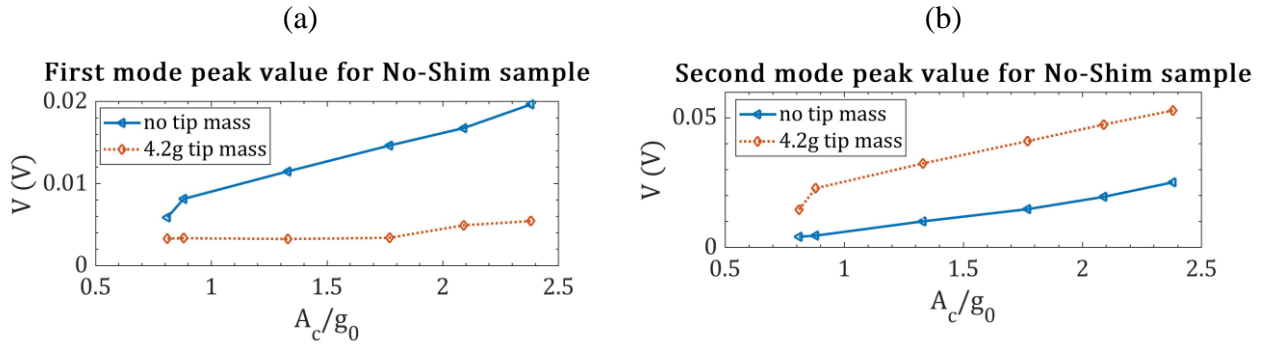 (a)
First mode peak value for No-Shim sample
no tip mass
4.2g tip mass
V (V)
0.02
0.01
0
0.5
1
1.5
2
2.5
A_c/g_0
(b)
Second mode peak value for No-Shim sample
no tip mass
4.2g tip mass
V (V)
0.05
0
0.5
1
1.5
2
2.5
A_c/g_0